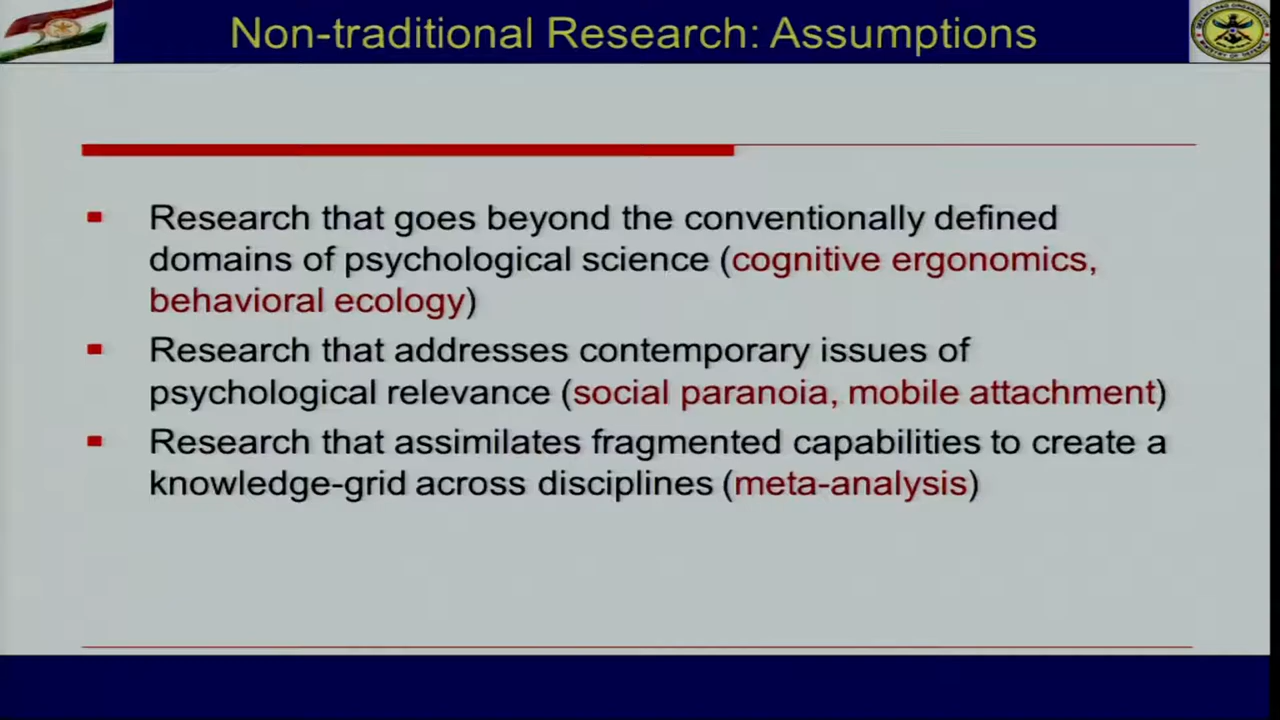 Non-traditional Research: Assumptions
Research that goes beyond the conventionally defined
domains of psychological science (cognitive ergonomics,
behavioral ecology)
Research that addresses contemporary issues of
psychological relevance (social paranoia, mobile attachment)
Research that assimilates fragmented capabilities to create a
knowledge-grid across disciplines (meta-analysis)